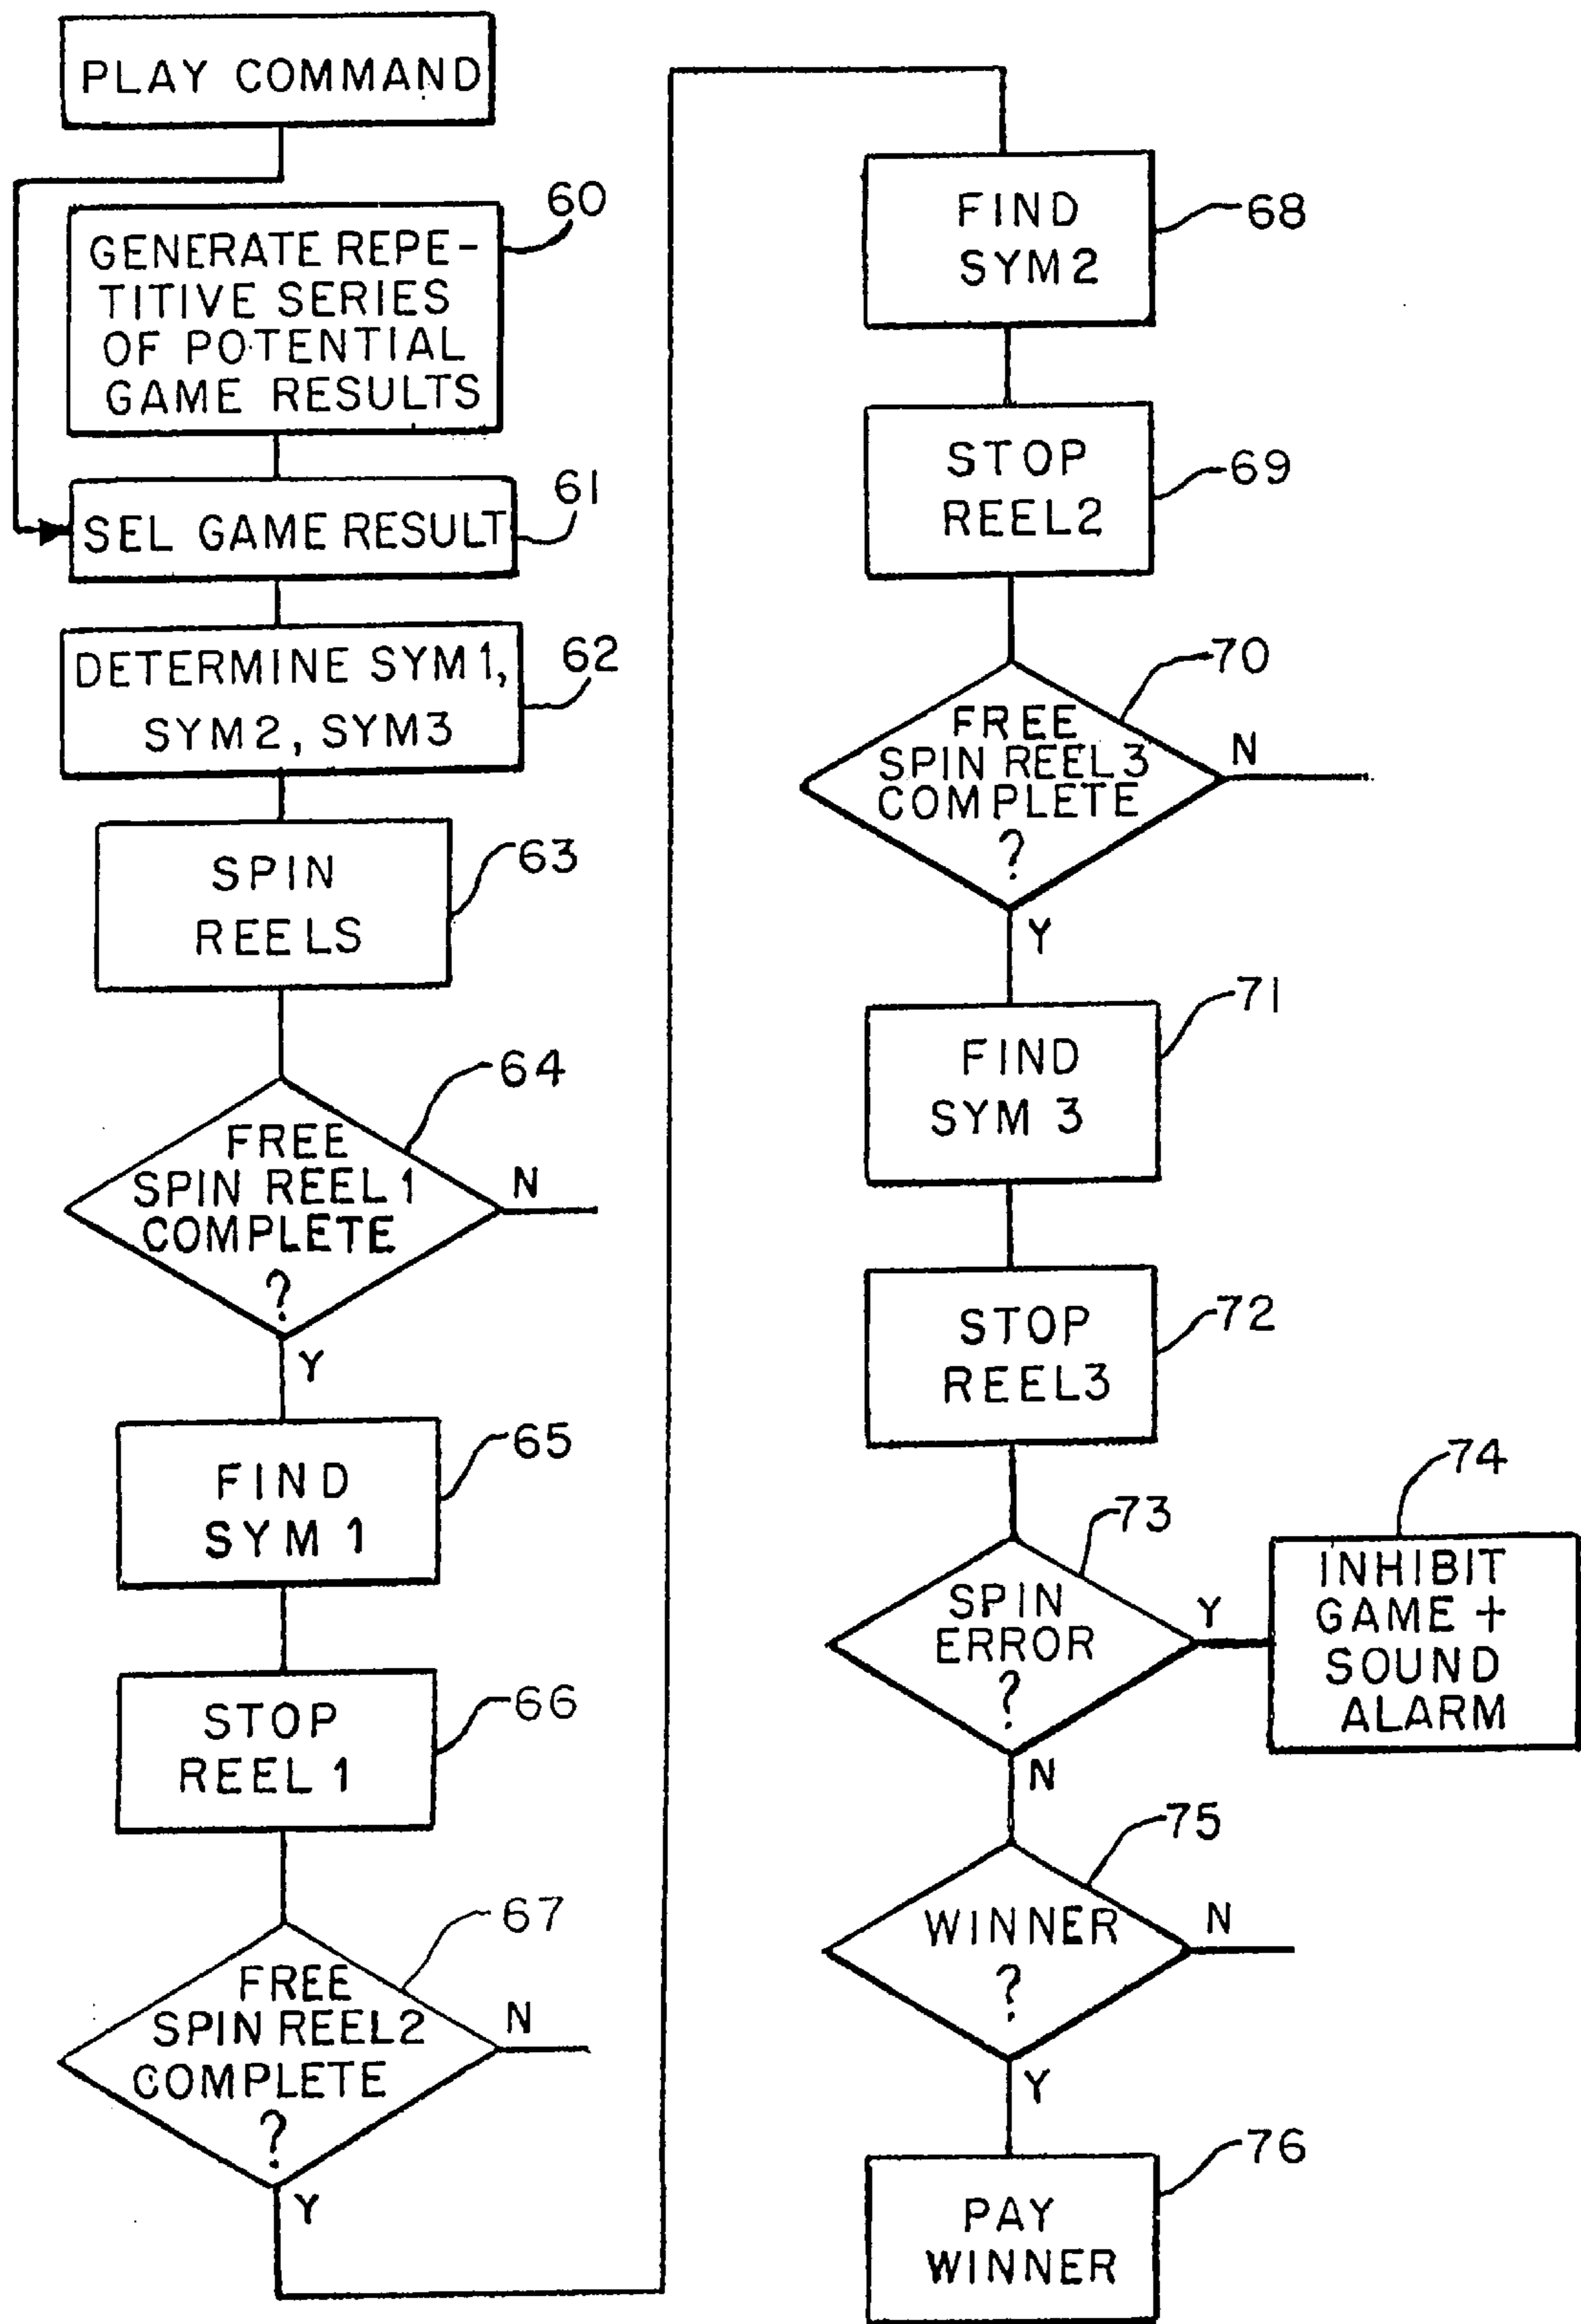 PLAY COMMAND
60
GENERATE REPE-
TITIVE SERIES
OF POTENTIAL
GAME RESULTS
61
SEL GAME RESULT
62
DETERMINE SYM1,
SYM2, SYM3
63
SPIN
REELS
64
FREE
SPIN REEL 1
COMPLETE
?
N
Y
65
FIND
SYM 1
66
STOP
REEL 1
67
FREE
SPIN REEL2
COMPLETE
?
N
Y
68
FIND
SYM2
69
STOP
REEL2
70
FREE
SPIN REEL3
COMPLETE
?
N
Y
71
FIND
SYM 3
72
STOP
REEL3
73
SPIN
ERROR
?
Y
N
74
INHIBIT
GAME +
SOUND
ALARM
75
WINNER
?
N
Y
76
PAY
WINNER